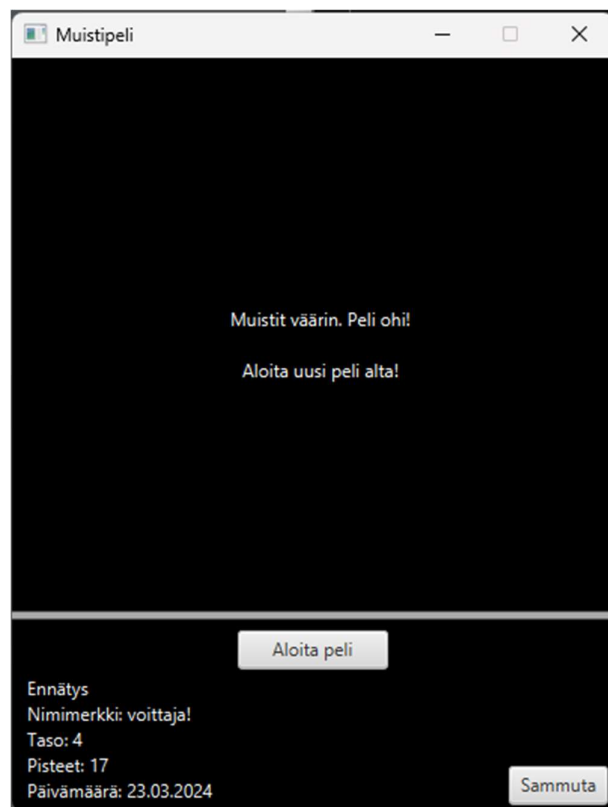 Muistipeli
Muistit väärin. Peli ohi!
Aloita uusi peli alta!
Aloita peli
Ennätys
Nimimerkki: voittaja!
Taso: 4
Pisteet: 17
Päivämäärä: 23.03.2024
Sammuta